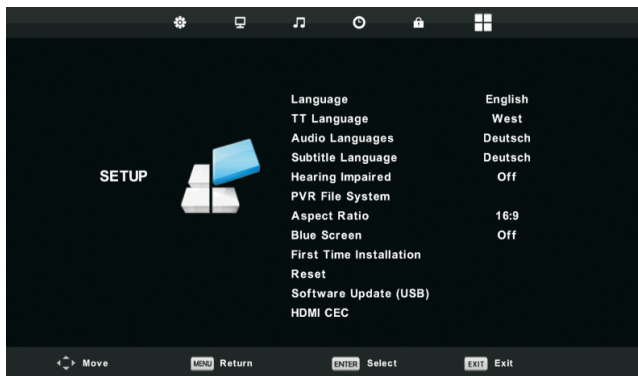 SETUP
Language English
TT Language West
Audio Languages Deutsch
Subtitle Language Deutsch
Hearing Impaired Off
PVR File System
Aspect Ratio 16:9
Blue Screen Off
First Time Installation
Reset
Software Update (USB)
HDMI CEC
Move MENU Return ENTER Select EXIT Exit